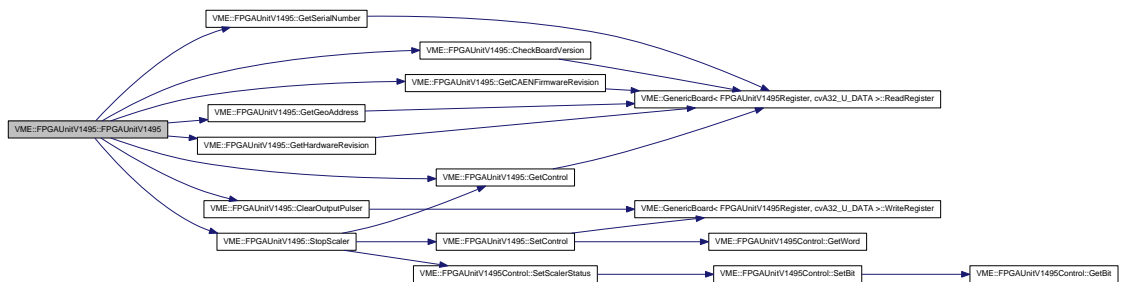 VME::FPGAUnitV1495::GetSerialNumber
VME::FPGAUnitV1495::CheckBoardVersion
VME::FPGAUnitV1495::GetCAENFirmwareRevision
VME::GenericBoard< FPGAUnitV1495Register, cvA32_U_DATA >::ReadRegister
VME::FPGAUnitV1495::GetGeoAddress
VME::FPGAUnitV1495::FPGAUnitV1495
VME::FPGAUnitV1495::GetHardwareRevision
VME::FPGAUnitV1495::GetControl
VME::FPGAUnitV1495::ClearOutputPulser
VME::GenericBoard< FPGAUnitV1495Register, cvA32_U_DATA >::WriteRegister
VME::FPGAUnitV1495::StopScaler
VME::FPGAUnitV1495::SetControl
VME::FPGAUnitV1495Control::GetWord
VME::FPGAUnitV1495Control::SetScalerStatus
VME::FPGAUnitV1495Control::SetBit
VME::FPGAUnitV1495Control::GetBit